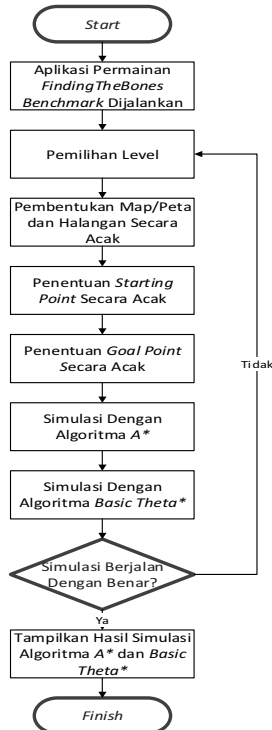 Start
Aplikasi Permainan
FindingTheBones
Benchmark Dijalankan
Pemilihan Level
Pembentukan Map/Peta
dan Halangan Secara
Acak
Penentuan Starting
Point Secara Acak
Penentuan Goal Point
Secara Acak
Tidak
Simulasi Dengan
Algoritma A*
Simulasi Dengan
Algoritma Basic Theta*
Simulasi Berjalan
Dengan Benar?
Ya
Tampilkan Hasil Simulasi
Algoritma A* dan Basic
Theta*
Finish